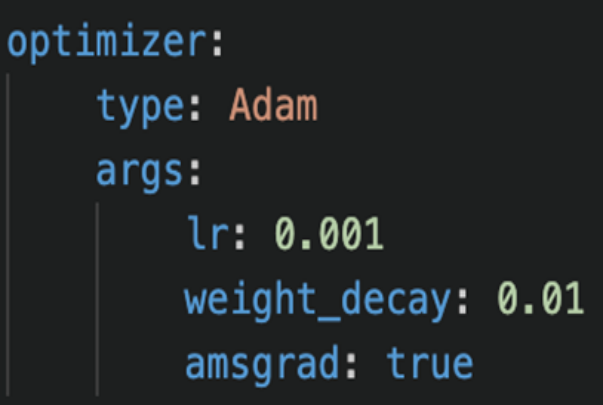 optimizer:
    type: Adam
    args:
        lr: 0.001
        weight_decay: 0.01
        amsgrad: true